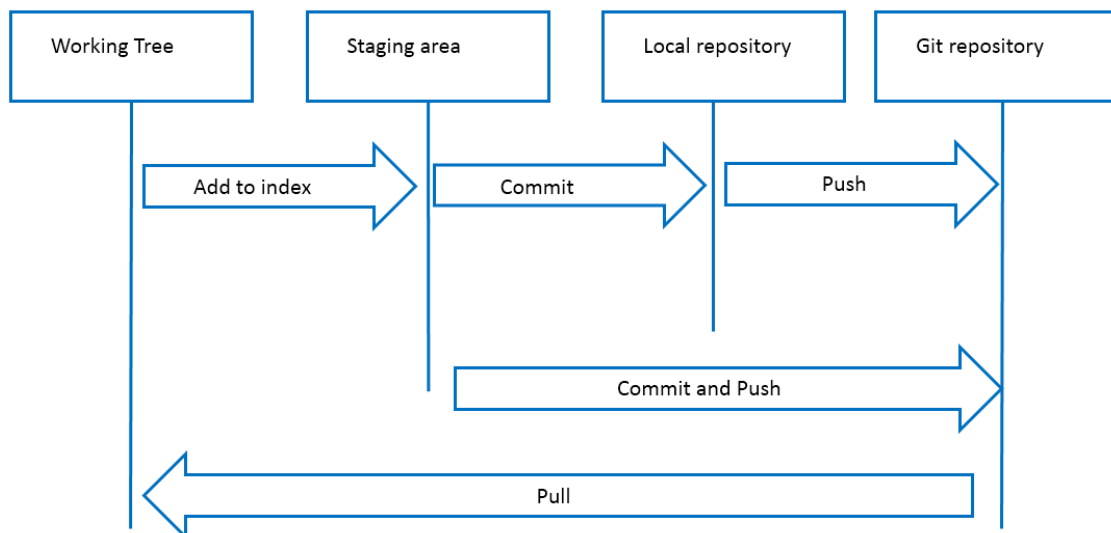 Working Tree
Staging area
Local repository
Git repository
Add to index
Commit
Push
Commit and Push
Pull